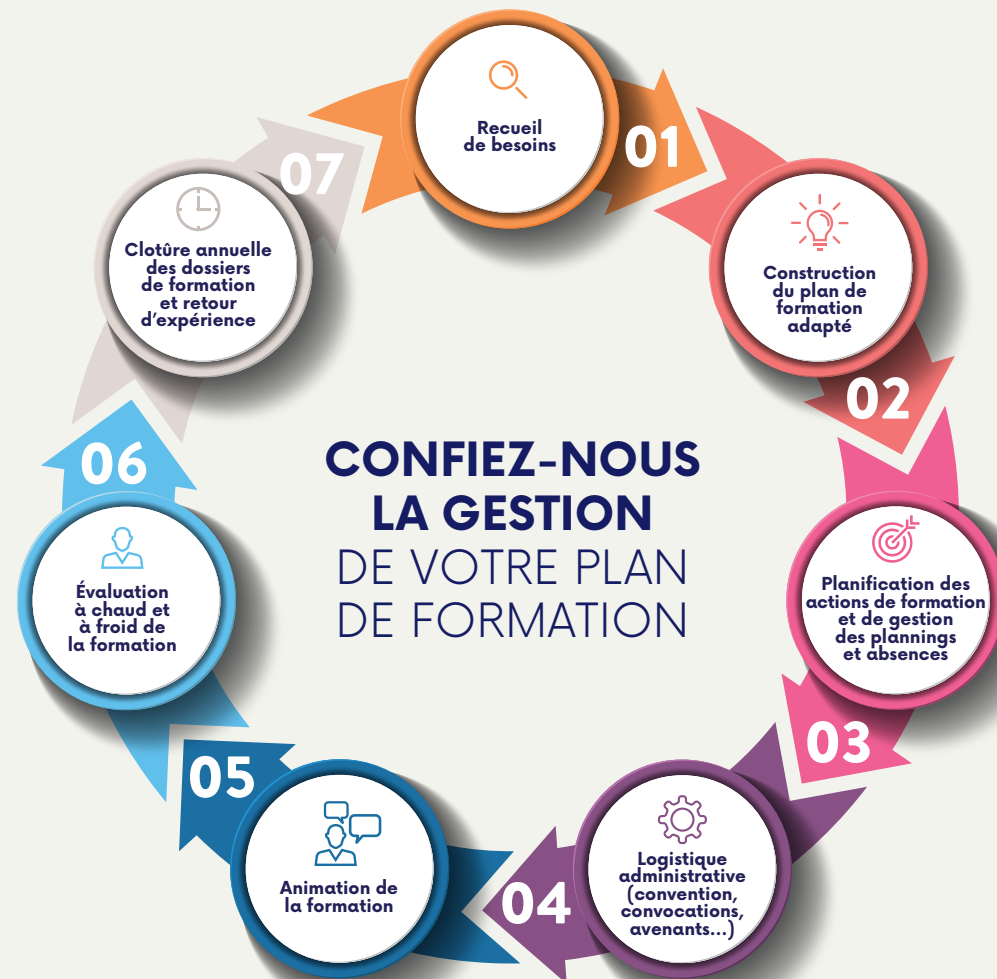 Recueil
de besoins
01
Construction
du plan de
formation
adapté
02
Planification des
actions de formation
et de gestion
des plannings
et absences
03
Logistique
administrative
(convention,
convocations,
avenants...)
04
Animation de
la formation
05
Évaluation
à chaud et
à froid de
la formation
06
Clotûre annuelle
des dossiers
de formation
et retour
d'expérience
07
CONFIEZ-NOUS
LA GESTION
DE VOTRE PLAN
DE FORMATION